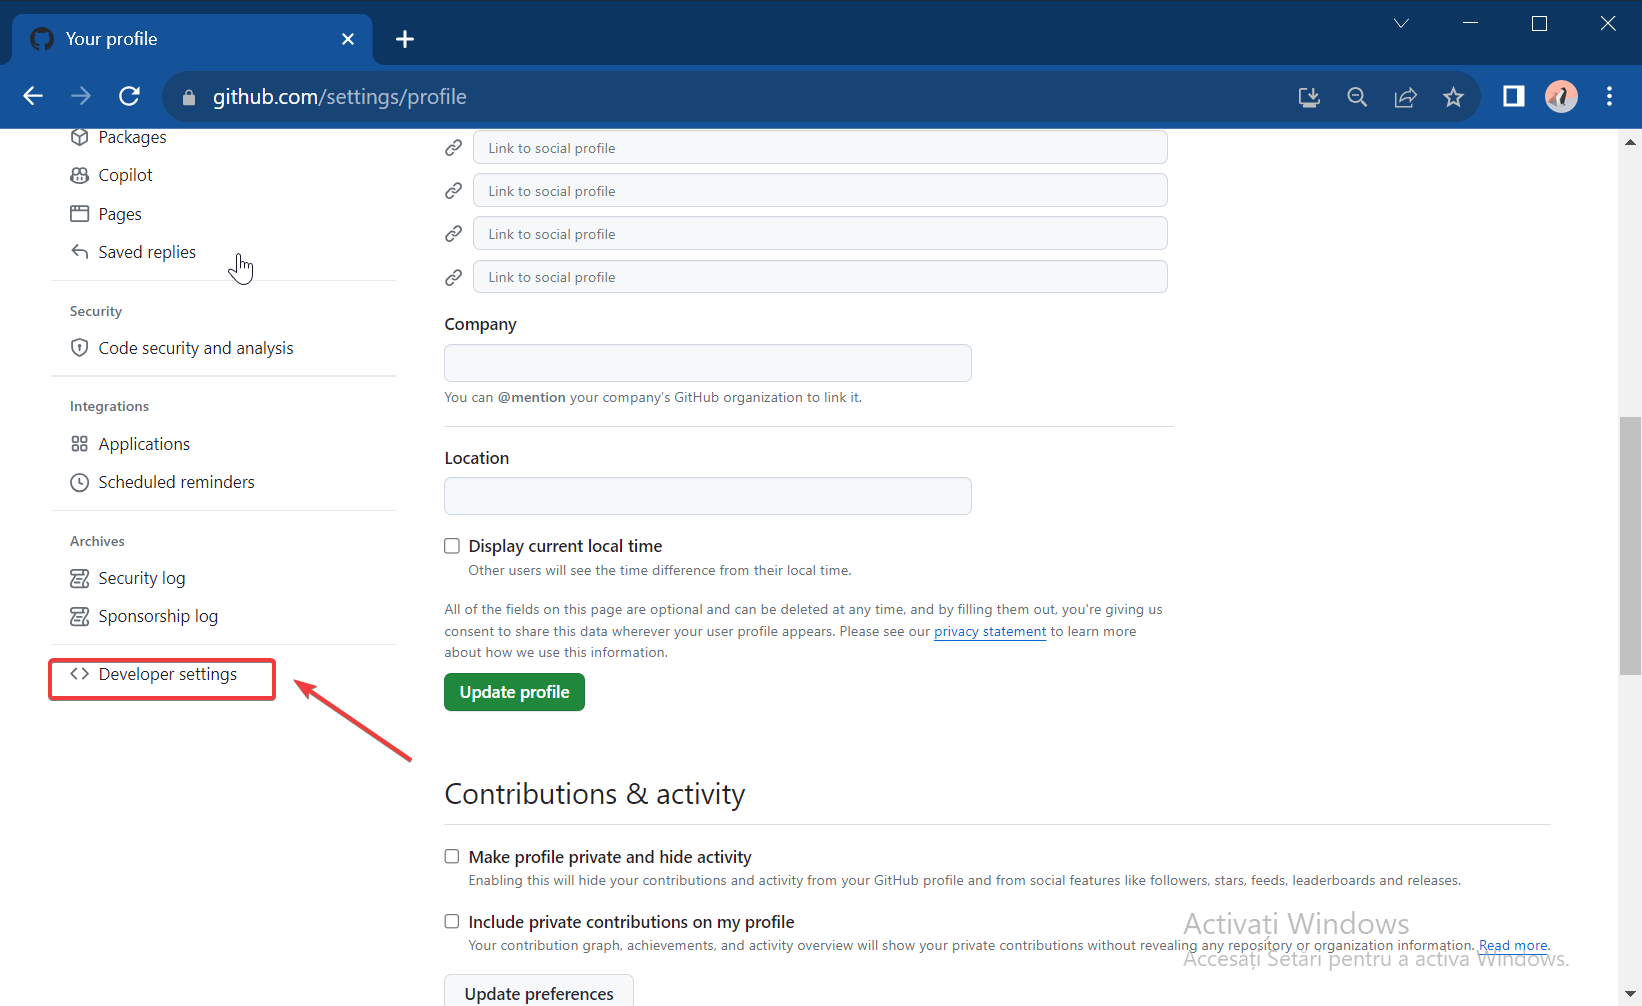 Your profile
github.com/settings/profile
Packages
Copilot
Pages
Saved replies
Security
Code security and analysis
Integrations
Applications
Scheduled reminders
Archives
Security log
Sponsorship log
Developer settings
Link to social profile
Link to social profile
Link to social profile
Link to social profile
Company
You can @mention your company's GitHub organization to link it.
Location
Display current local time
Other users will see the time difference from their local time.
All of the fields on this page are optional and can be deleted at any time, and by filling them out, you're giving us
consent to share this data wherever your user profile appears. Please see our privacy statement to learn more
about how we use this information.
Update profile
Contributions & activity
Make profile private and hide activity
Enabling this will hide your contributions and activity from your GitHub profile and from social features like followers, stars, feeds, leaderboards and releases.
Include private contributions on my profile
Your contribution graph, achievements, and activity overview will show your private contributions without revealing any repository or organization information. Read more.
Update preferences
Activați Windows
Accesați Setări pentru a activa Windows.